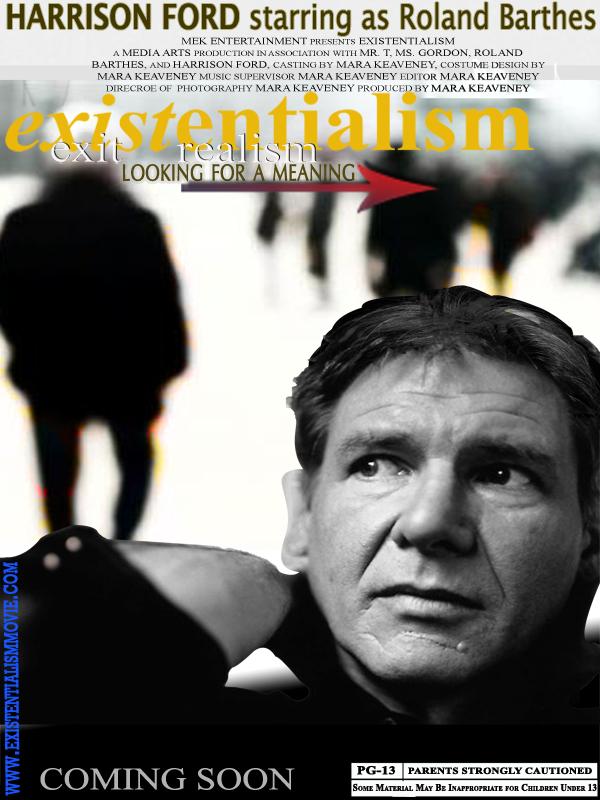 HARRISON FORD starring as Roland Barthes
MEK ENTERTAINMENT PRESENTS EXISTENTIALISM
A MEDIA ARTS PRODUCTION IN ASSOCIATION WITH MR. T, MS. GORDON, ROLAND
BARTHES, AND HARRISON FORD, CASTING BY MARA KEAVENEY, COSTUME DESIGN BY
MARA KEAVENEY MUSIC SUPERVISOR MARA KEAVENEY EDITOR MARA KEAVENEY
DIRECROE OF PHOTOGRAPHY MARA KEAVENEY PRODUCED BY MARA KEAVENEY
existentialism
exit realism
LOOKING FOR A MEANING
WWW.EXISTENTIALISMMOVIE.COM
COMING SOON
PG-13 PARENTS STRONGLY CAUTIONED
Some Material May Be Inappropriate for Children Under 13